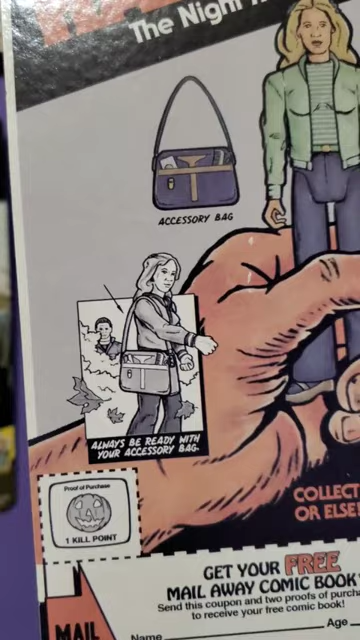 The Night
ACCESSORY BAG
ALWAYS BE READY WITH
YOUR ACCESSORY BAG.
COLLECT
OR ELSE!
Proof of Purchase
1 KILL POINT
GET YOUR FREE
MAIL AWAY COMIC BOOK
Send this coupon and two proofs of purcha
to receive your free comic book!
MAIL
Name
Age